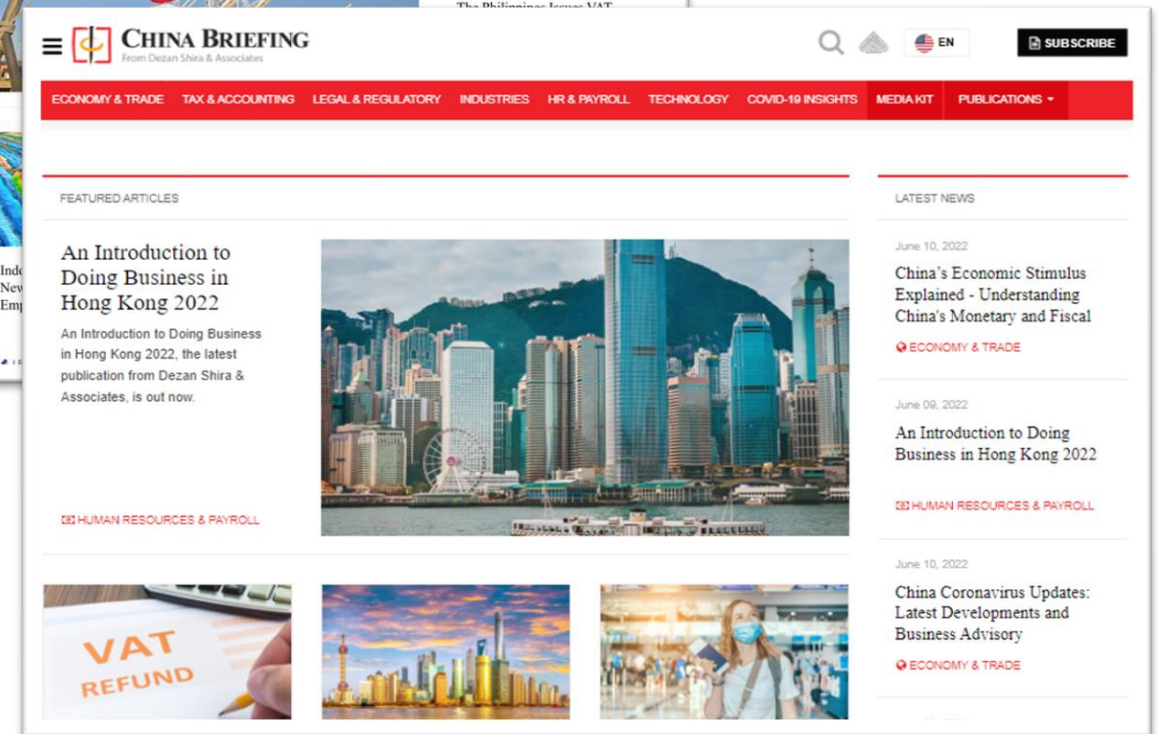 The Philippines Issues VAT
CHINA BRIEFING
From Dezan Shira & Associates
EN
SUBSCRIBE
ECONOMY & TRADE TAX & ACCOUNTING LEGAL & REGULATORY INDUSTRIES HR & PAYROLL TECHNOLOGY COVID-19 INSIGHTS MEDIA KIT PUBLICATIONS
FEATURED ARTICLES
An Introduction to
Doing Business in
Hong Kong 2022
An Introduction to Doing Business
in Hong Kong 2022, the latest
publication from Dezan Shira &
Associates, is out now.
HUMAN RESOURCES & PAYROLL
VAT
REFUND
LATEST NEWS
June 10, 2022
China's Economic Stimulus
Explained - Understanding
China's Monetary and Fiscal
ECONOMY & TRADE
June 09, 2022
An Introduction to Doing
Business in Hong Kong 2022
HUMAN RESOURCES & PAYROLL
June 10, 2022
China Coronavirus Updates:
Latest Developments and
Business Advisory
ECONOMY & TRADE